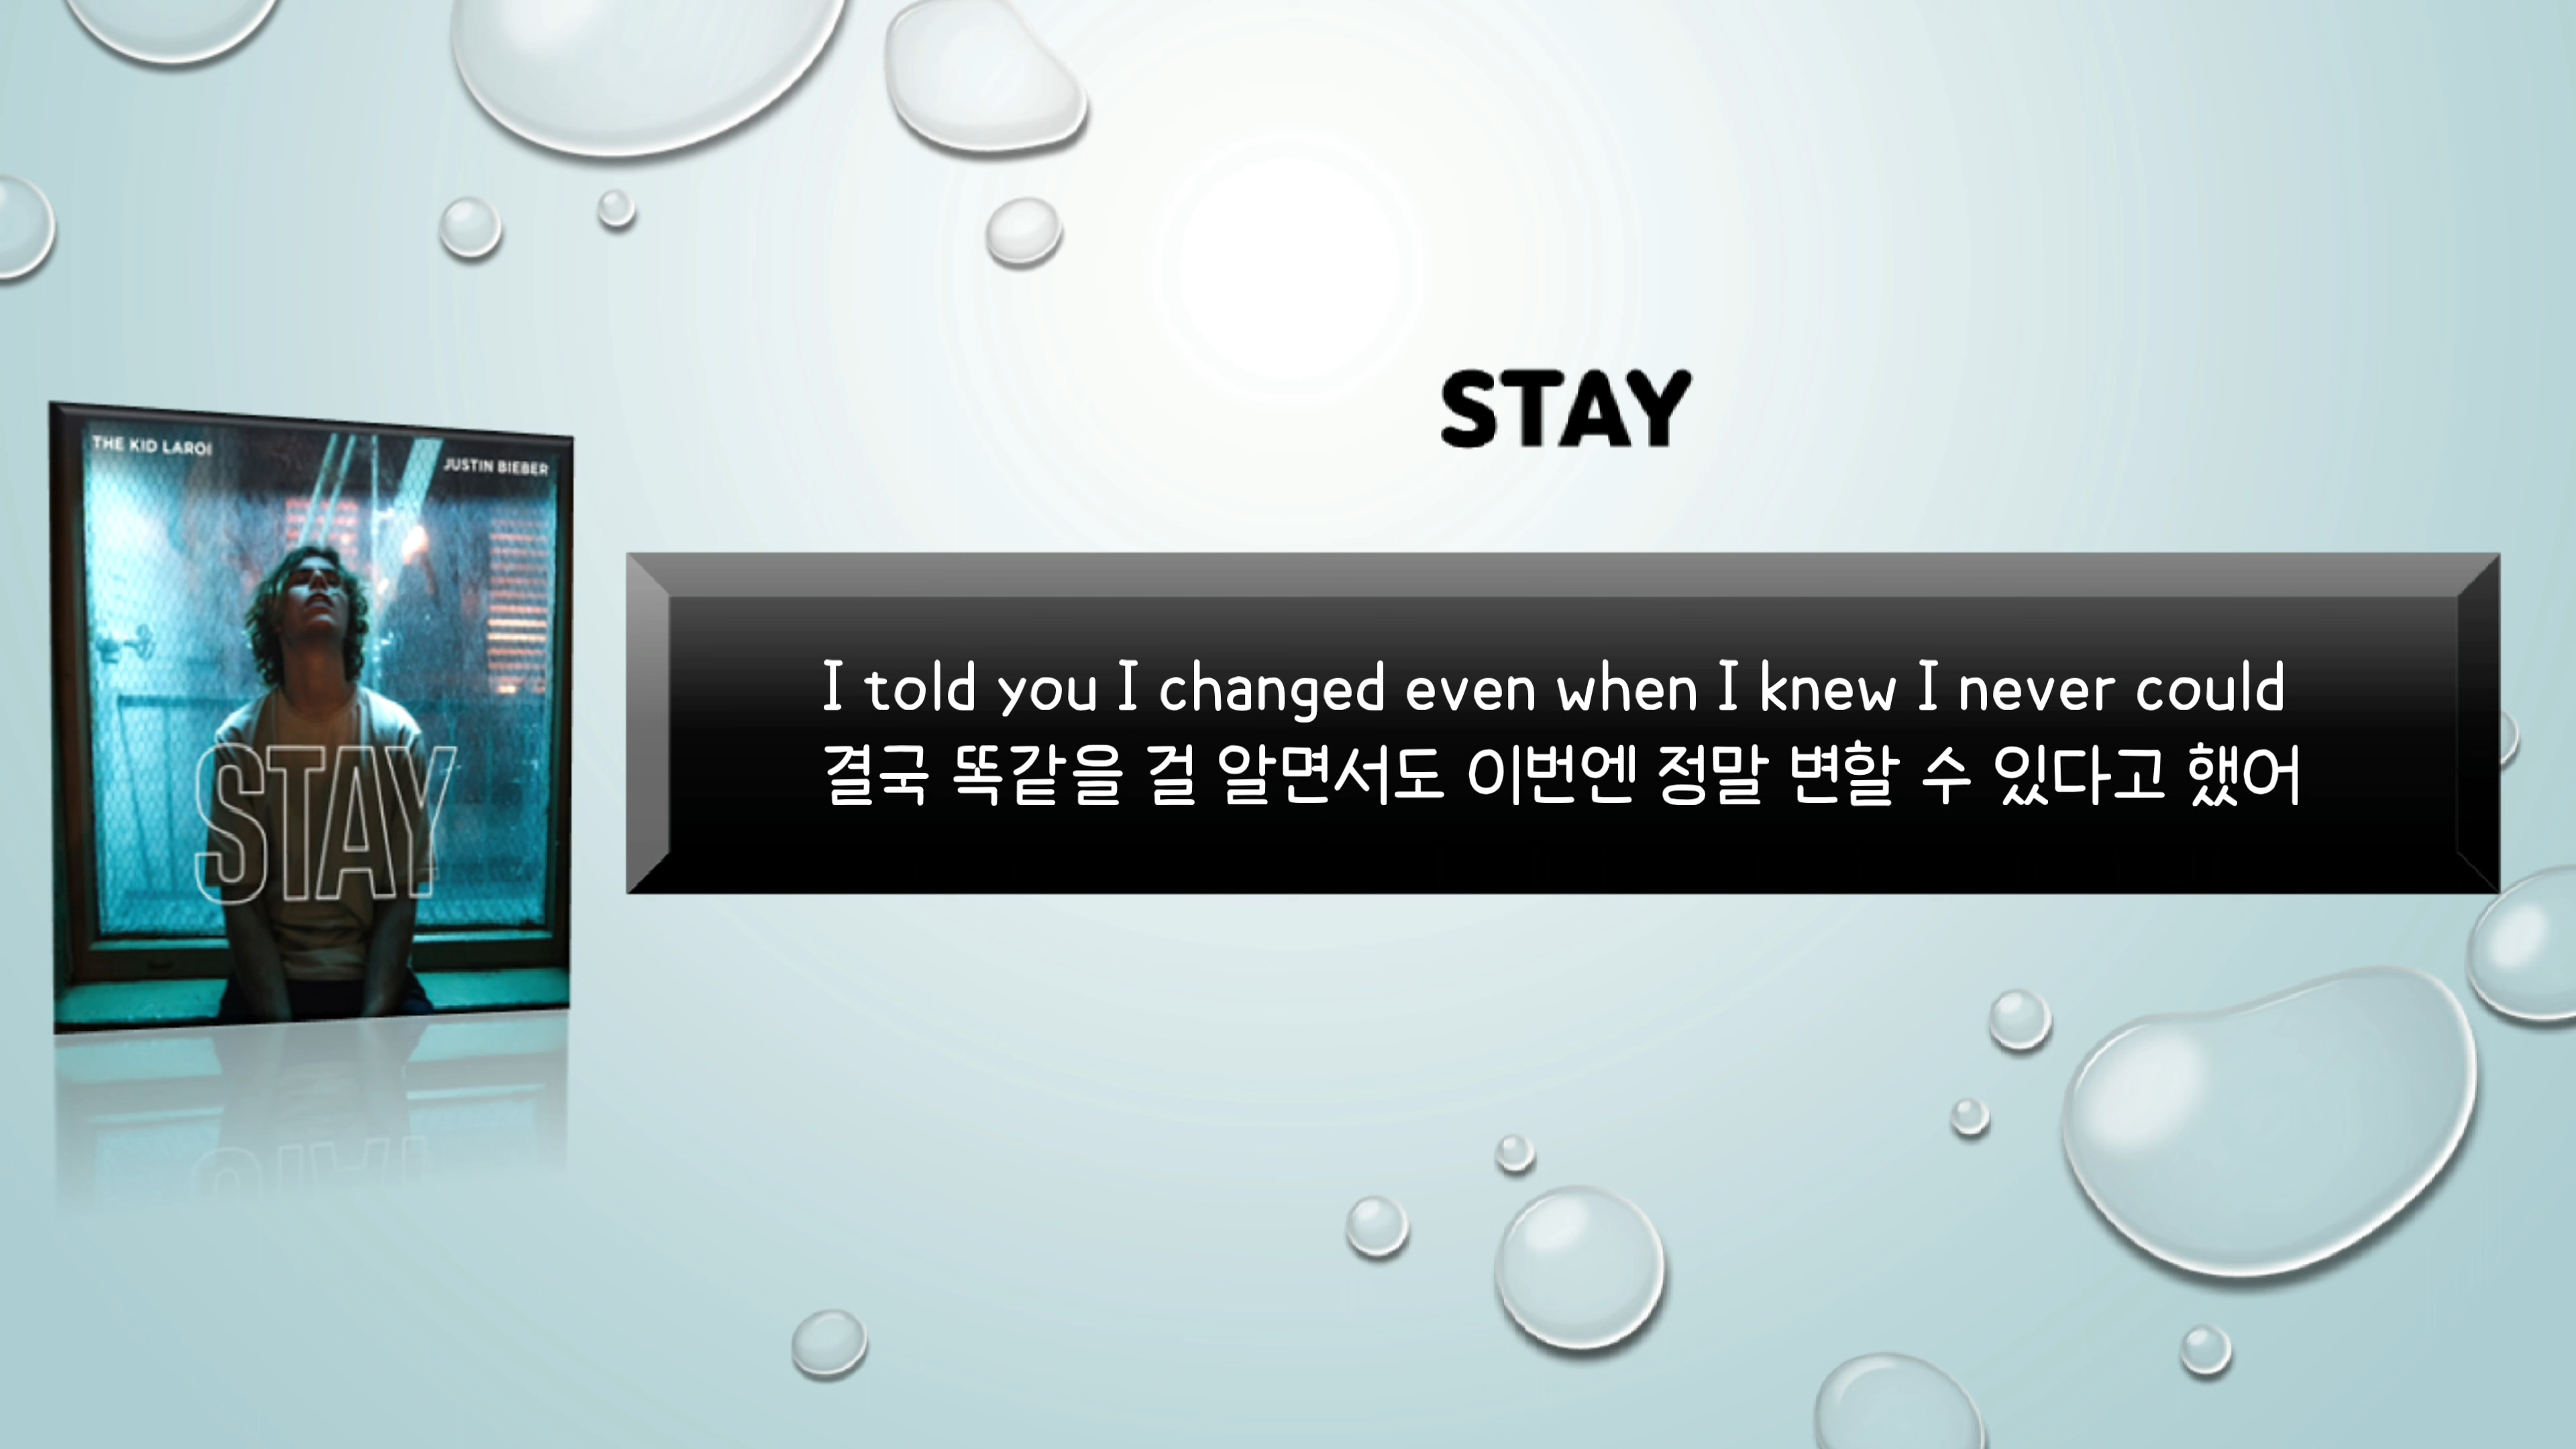 STAY
THE KID LAROI
JUSTIN BIEBER
STAY
I told you I changed even when I knew I never could
결국 똑같을 걸 알면서도 이번엔 정말 변할 수 있다고 했어